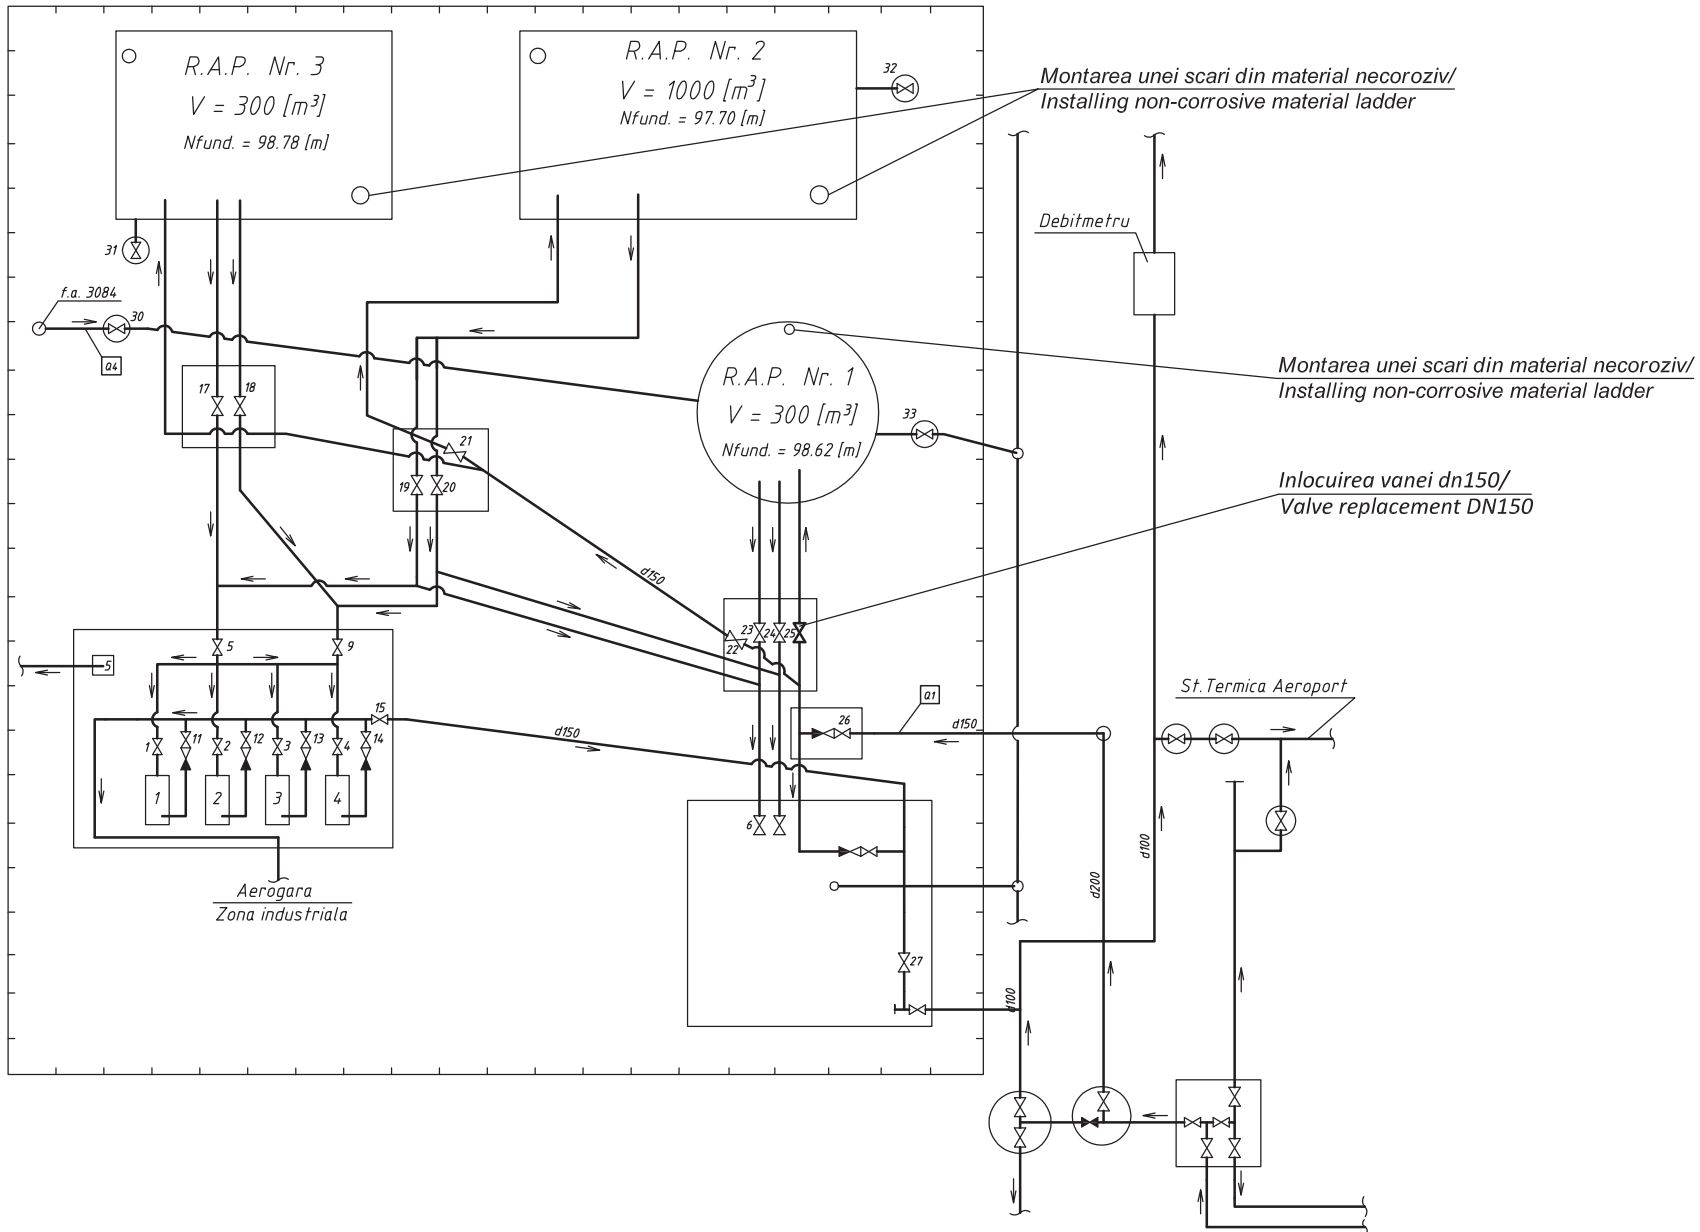 R.A.P. Nr. 3
V = 300 [m³]
Nfund. = 98.78 [m]
R.A.P. Nr. 2
V = 1000 [m³]
Nfund. = 97.70 [m]
32
Montarea unei scari din material necoroziv/
Installing non-corrosive material ladder
Debitmetru
31
f.a. 3084
30
Q4
17
18
R.A.P. Nr. 1
V = 300 [m³]
Nfund. = 98.62 [m]
33
Montarea unei scari din material necoroziv/
Installing non-corrosive material ladder
21
19
20
Inlocuirea vanei dn150/
Valve replacement DN150
d150
23
24
25
22
5
9
5
15
Q1
26
d150
d150
St.Termica Aeroport
1
11
2
12
3
13
4
14
1
2
3
4
6
d100
d200
Aerogara
Zona industriala
27
d100